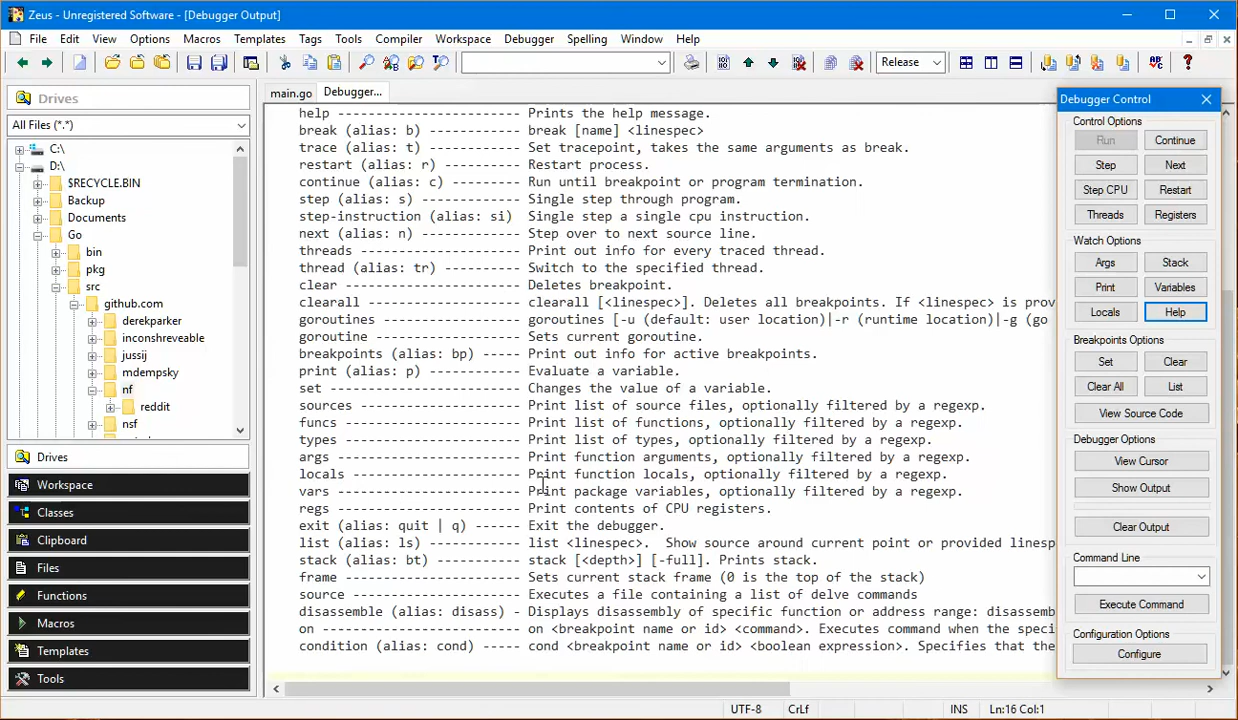 Zeus - Unregistered Software - [Debugger Output]
File Edit View Options Macros Templates Tags Tools Compiler Workspace Debugger Spelling Window Help
Release
Drives
All Files (*.*)
C:\
D:\
$RECYCLE.BIN
Backup
Documents
Go
bin
pkg
src
github.com
derekparker
inconshreveable
jussij
mdempsky
nf
reddit
nsf
Drives
Workspace
Classes
Clipboard
Files
Functions
Macros
Templates
Tools
main.go Debugger...
help ---------------------- Prints the help message.
break (alias: b) ---------- break [name] <linespec>
trace (alias: t) ---------- Set tracepoint, takes the same arguments as break.
restart (alias: r) -------- Restart process.
continue (alias: c) ------- Run until breakpoint or program termination.
step (alias: s) ----------- Single step through program.
step-instruction (alias: si) Single step a single cpu instruction.
next (alias: n) ----------- Step over to next source line.
threads ------------------- Print out info for every traced thread.
thread (alias: tr) -------- Switch to the specified thread.
clear --------------------- Deletes breakpoint.
clearall ------------------ clearall [<linespec>]. Deletes all breakpoints. If <linespec> is prov
goroutines ---------------- goroutines [-u (default: user location)|-r (runtime location)|-g (go
goroutine ----------------- Sets current goroutine.
breakpoints (alias: bp) ---- Print out info for active breakpoints.
print (alias: p) ---------- Evaluate a variable.
set ----------------------- Changes the value of a variable.
sources ------------------- Print list of source files, optionally filtered by a regexp.
funcs --------------------- Print list of functions, optionally filtered by a regexp.
types --------------------- Print list of types, optionally filtered by a regexp.
args ---------------------- Print function arguments, optionally filtered by a regexp.
locals -------------------- Print function locals, optionally filtered by a regexp.
vars ---------------------- Print package variables, optionally filtered by a regexp.
regs ---------------------- Print contents of CPU registers.
exit (alias: quit | q) ------ Exit the debugger.
list (alias: ls) ---------- list <linespec>.  Show source around current point or provided linesp
stack (alias: bt) --------- stack [<depth>] [-full]. Prints stack.
frame --------------------- Sets current stack frame (0 is the top of the stack)
source -------------------- Executes a file containing a list of delve commands
disassemble (alias: disass) - Displays disassembly of specific function or address range: disassem
on ------------------------ on <breakpoint name or id> <command>. Executes command when the speci
condition (alias: cond) ----- cond <breakpoint name or id> <boolean expression>. Specifies that the
Debugger Control
Control Options
Run Continue
Step Next
Step CPU Restart
Threads Registers
Watch Options
Args Stack
Print Variables
Locals Help
Breakpoints Options
Set Clear
Clear All List
View Source Code
Debugger Options
View Cursor
Show Output
Clear Output
Command Line
Execute Command
Configuration Options
Configure
UTF-8 CrLf INS Ln:16 Col:1